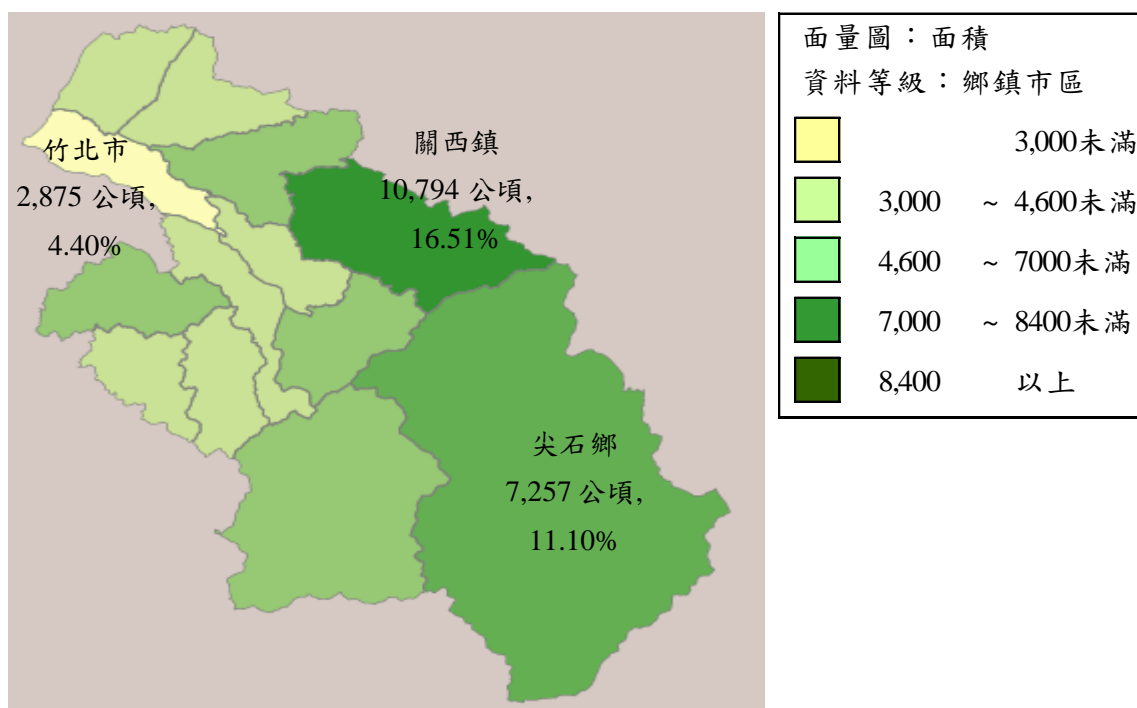 竹北市
2,875 公頃,
4.40%
關西鎮
10,794 公頃,
16.51%
尖石鄉
7,257 公頃,
11.10%
面量圖：面積
資料等級：鄉鎮市區
3,000未滿
3,000 ~ 4,600未滿
4,600 ~ 7000未滿
7,000 ~ 8400未滿
8,400 以上